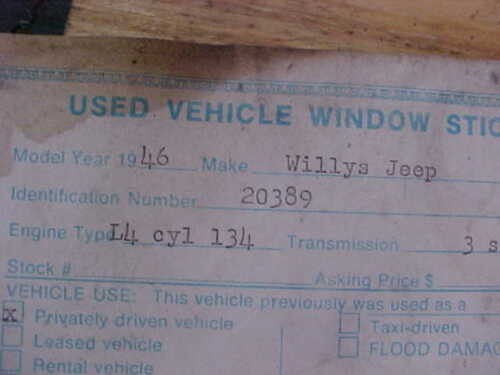 USED VEHICLE WINDOW STIC
Model Year 1946 Make Willys Jeep
Identification Number 20389
Engine Type L4 cyl 134 Transmission 3 s
Stock # Asking Price $
VEHICLE USE: This vehicle previously was used as a
x Privately driven vehicle Taxi-driven
Leased vehicle FLOOD DAMAG
Rental vehicle